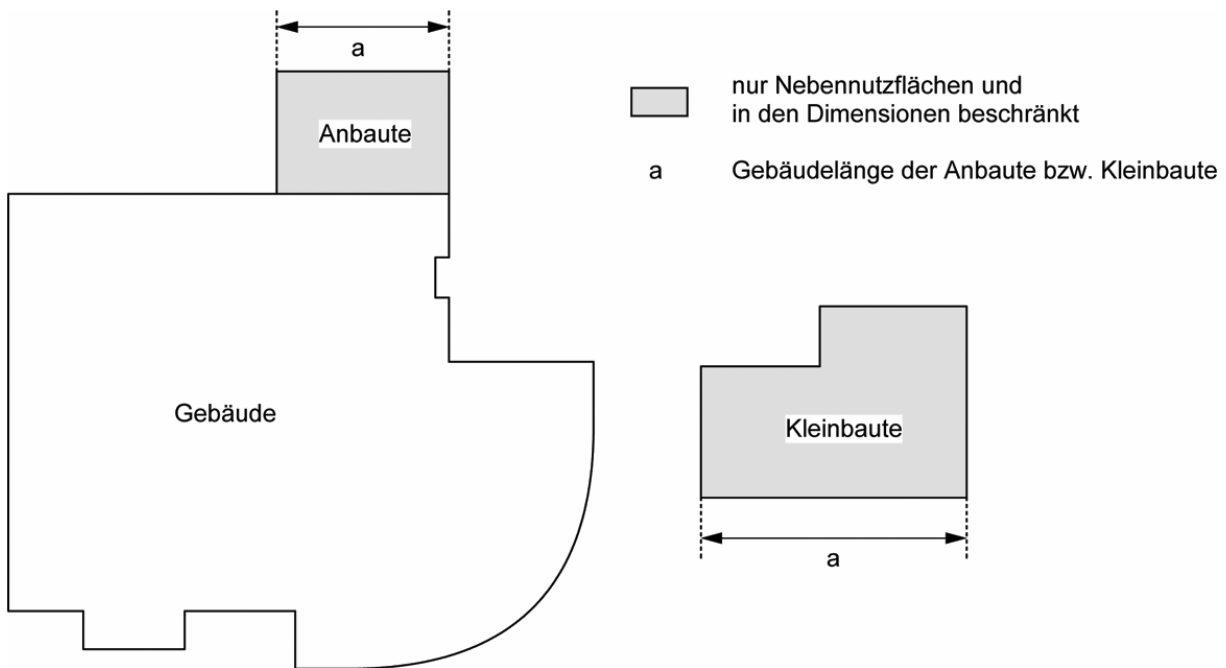 a
Anbaute
nur Nebennutzflächen und
in den Dimensionen beschränkt
a Gebäudelänge der Anbaute bzw. Kleinbaute
Gebäude
Kleinbaute
a